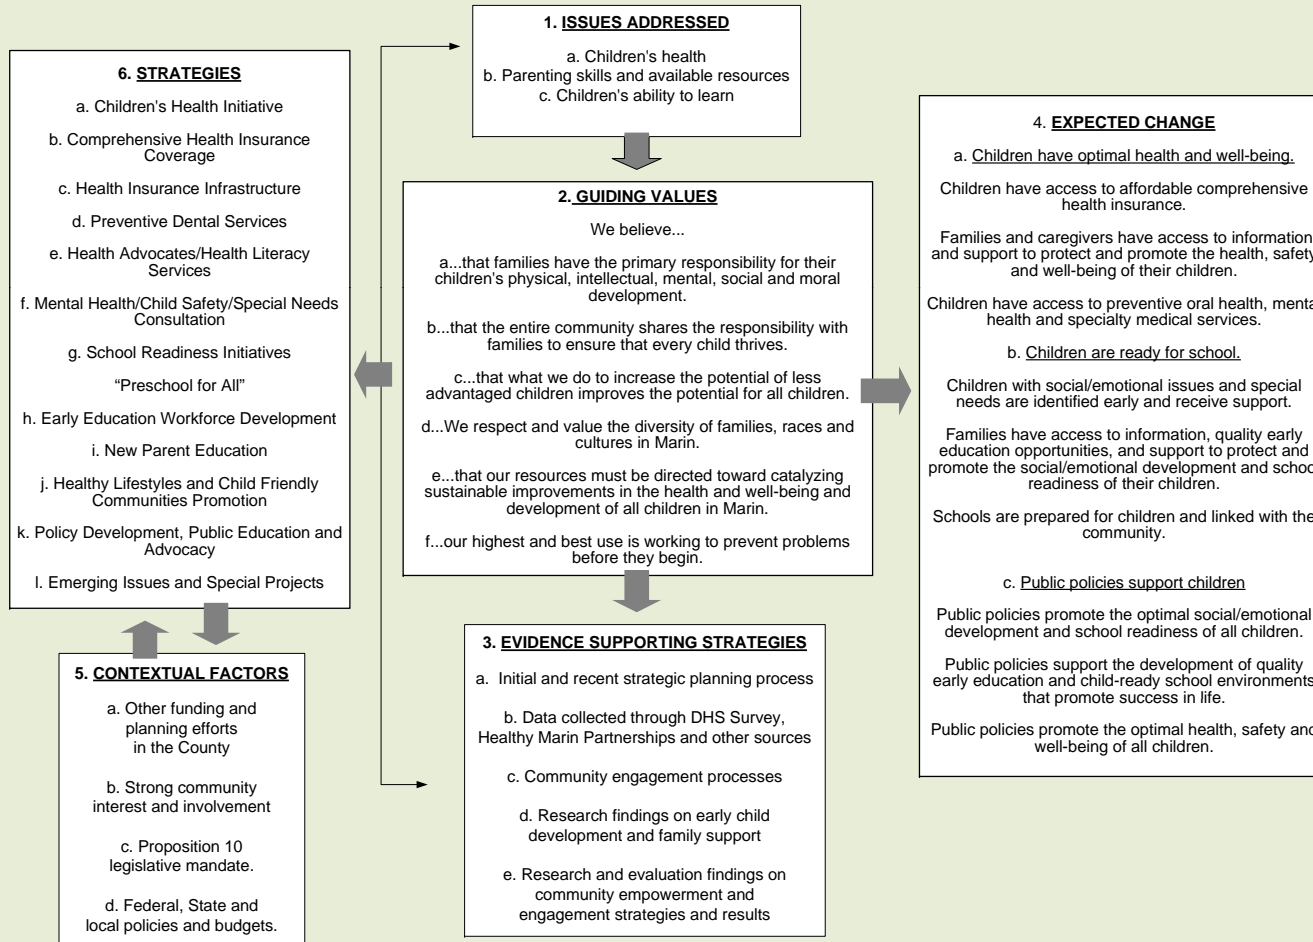 1. ISSUES ADDRESSED
a. Children's health
b. Parenting skills and available resources
c. Children's ability to learn
2. GUIDING VALUES
We believe...
a...that families have the primary responsibility for their
children's physical, intellectual, mental, social and moral
development.
b...that the entire community shares the responsibility with
families to ensure that every child thrives.
c...that what we do to increase the potential of less
advantaged children improves the potential for all children.
d...We respect and value the diversity of families, races and
cultures in Marin.
e...that our resources must be directed toward catalyzing
sustainable improvements in the health and well-being and
development of all children in Marin.
f...our highest and best use is working to prevent problems
before they begin.
3. EVIDENCE SUPPORTING STRATEGIES
a. Initial and recent strategic planning process
b. Data collected through DHS Survey,
Healthy Marin Partnerships and other sources
c. Community engagement processes
d. Research findings on early child
development and family support
e. Research and evaluation findings on
community empowerment and
engagement strategies and results
4. EXPECTED CHANGE
a. Children have optimal health and well-being.
Children have access to affordable comprehensive
health insurance.
Families and caregivers have access to information
and support to protect and promote the health, safety
and well-being of their children.
Children have access to preventive oral health, menta
health and specialty medical services.
b. Children are ready for school.
Children with social/emotional issues and special
needs are identified early and receive support.
Families have access to information, quality early
education opportunities, and support to protect and
promote the social/emotional development and schoo
readiness of their children.
Schools are prepared for children and linked with the
community.
c. Public policies support children
Public policies promote the optimal social/emotional
development and school readiness of all children.
Public policies support the development of quality
early education and child-ready school environments
that promote success in life.
Public policies promote the optimal health, safety and
well-being of all children.
5. CONTEXTUAL FACTORS
a. Other funding and
planning efforts
in the County
b. Strong community
interest and involvement
c. Proposition 10
legislative mandate.
d. Federal, State and
local policies and budgets.
6. STRATEGIES
a. Children's Health Initiative
b. Comprehensive Health Insurance
Coverage
c. Health Insurance Infrastructure
d. Preventive Dental Services
e. Health Advocates/Health Literacy
Services
f. Mental Health/Child Safety/Special Needs
Consultation
g. School Readiness Initiatives
“Preschool for All”
h. Early Education Workforce Development
i. New Parent Education
j. Healthy Lifestyles and Child Friendly
Communities Promotion
k. Policy Development, Public Education and
Advocacy
l. Emerging Issues and Special Projects